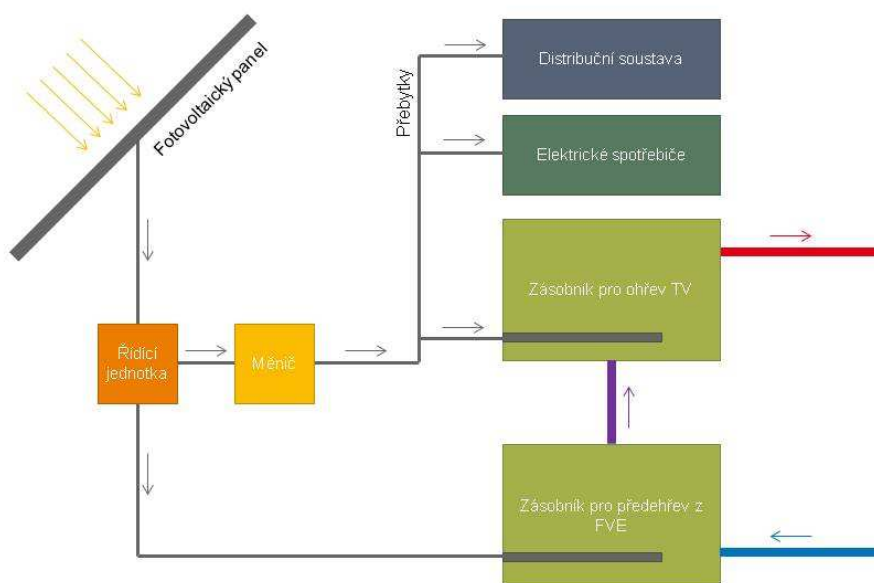 Fotovoltaický panel
Přebytky
Distribuční soustava
Elektrické spotřebiče
Zásobník pro ohřev TV
Řídící
jednotka
Měnič
Zásobník pro předehřev z
FVE